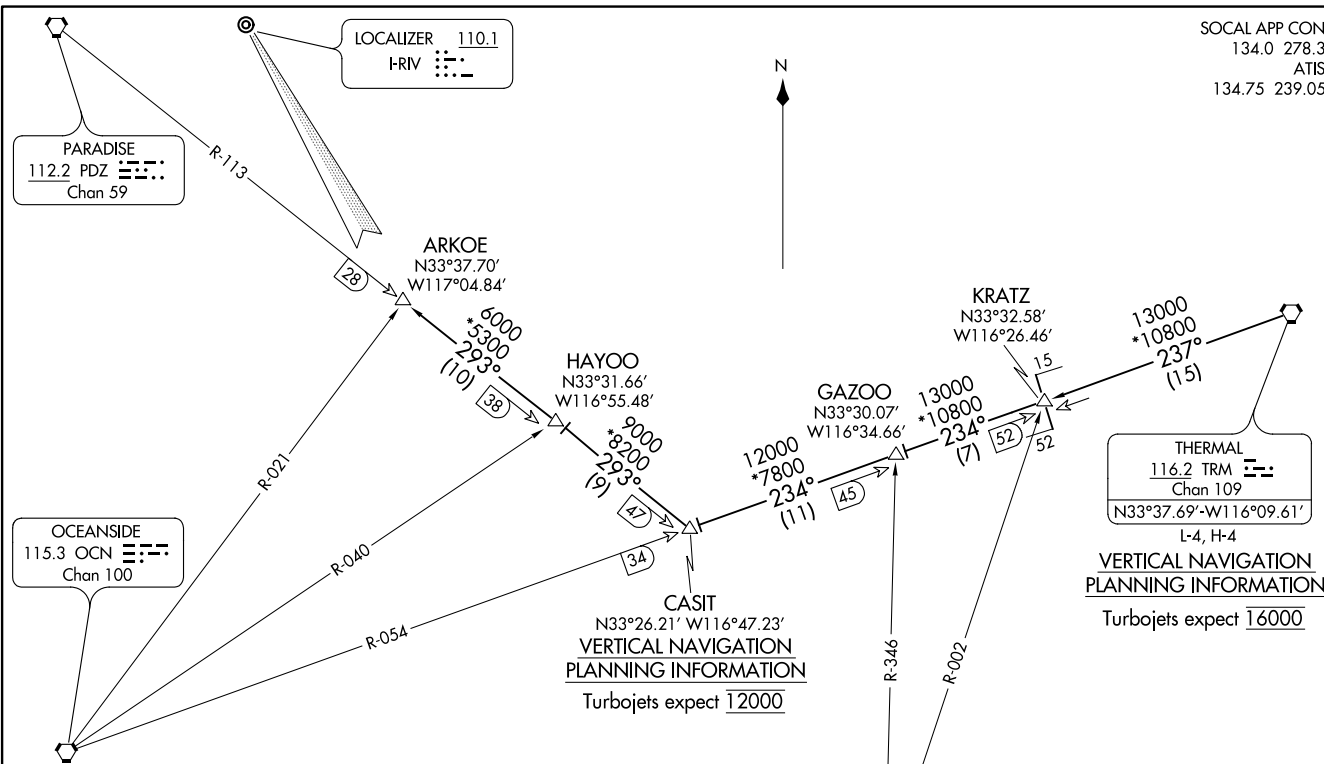 SOCAL APP CON
134.0 278.3
ATIS
134.75 239.05
LOCALIZER 110.1
I-RIV
N
PARADISE
112.2 PDZ
Chan 59
R-113
28
ARKOE
N33°37.70'
W117°04.84'
6000
*5300
293°
(10)
38
HAYOO
N33°31.66'
W116°55.48'
9000
*8200
293°
(9)
47
KRATZ
N33°32.58'
W116°26.46'
15
52
13000
*10800
237°
(15)
GAZOO
N33°30.07'
W116°34.66'
13000
*10800
234°
(7)
52
12000
*7800
234°
(11)
45
THERMAL
116.2 TRM
Chan 109
N33°37.69'-W116°09.61'
L-4, H-4
VERTICAL NAVIGATION
PLANNING INFORMATION
Turbojets expect 16000
R-021
R-040
R-054
34
OCEANSIDE
115.3 OCN
Chan 100
CASIT
N33°26.21' W116°47.23'
VERTICAL NAVIGATION
PLANNING INFORMATION
Turbojets expect 12000
R-346
R-002